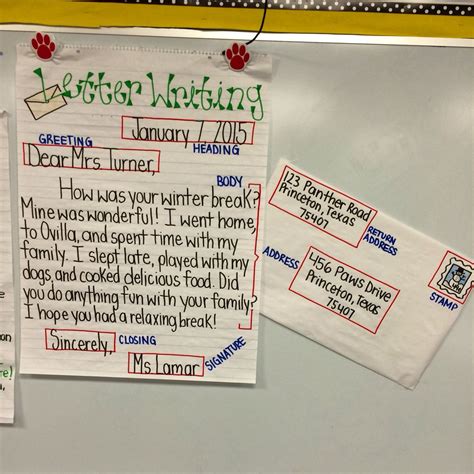 Letter Writing
January 7, 2015
GREETING
HEADING
Dear Mrs. Turner,
BODY
How was your winter break?
Mine was wonderful! I went home,
to Ovilla, and spent time with my
family. I slept late, played with my
dogs, and cooked delicious food. Did
you do anything fun with your family?
I hope you had a relaxing break!
Sincerely,
CLOSING
Ms. Lamar
SIGNATURE
123 Panther Road
Princeton, Texas
75407
RETURN
ADDRESS
ADDRESS
456 Paws Drive
Princeton, Texas
75407
STAMP